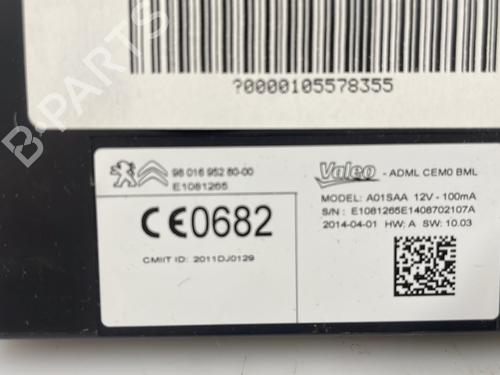 B-PARTS
?0000105578355
98 016 952 80-00
E1081265
Valeo - ADML CEM0 BML
MODEL: A01SAA 12V - 100mA
S/N : E1081265E1408702107A
2014-04-01 HW: A SW: 10.03
CE0682
CMIIT ID: 2011DJ0129